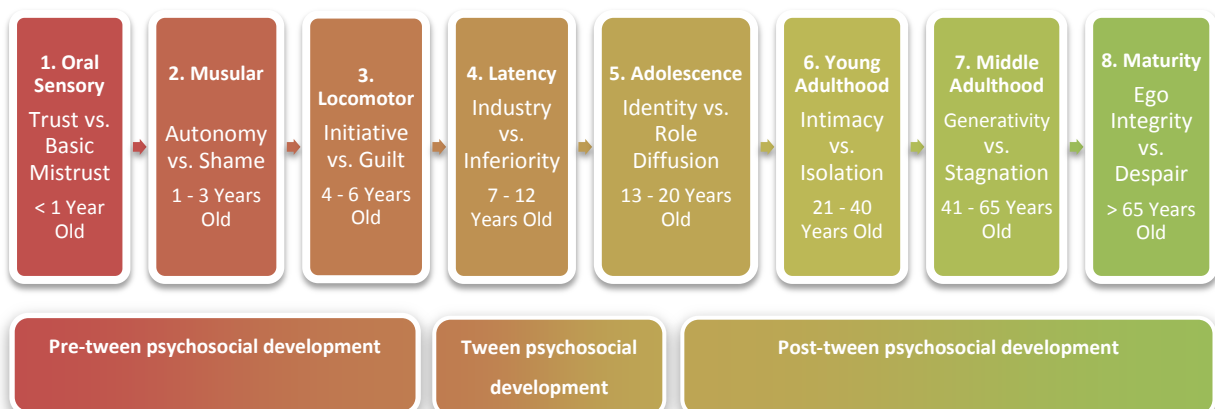 1. Oral
Sensory
Trust vs.
Basic
Mistrust
< 1 Year
Old
2. Musular
Autonomy
vs. Shame
1 - 3 Years
Old
3.
Locomotor
Initiative
vs. Guilt
4 - 6 Years
Old
4. Latency
Industry
vs.
Inferiority
7 - 12
Years Old
5. Adolescence
Identity vs.
Role
Diffusion
13 - 20 Years
Old
6. Young
Adulthood
Intimacy
vs.
Isolation
21 - 40
Years Old
7. Middle
Adulthood
Generativity
vs.
Stagnation
41 - 65 Years
Old
8. Maturity
Ego
Integrity
vs.
Despair
> 65 Years
Old
Pre-tween psychosocial development
Tween psychosocial
development
Post-tween psychosocial development